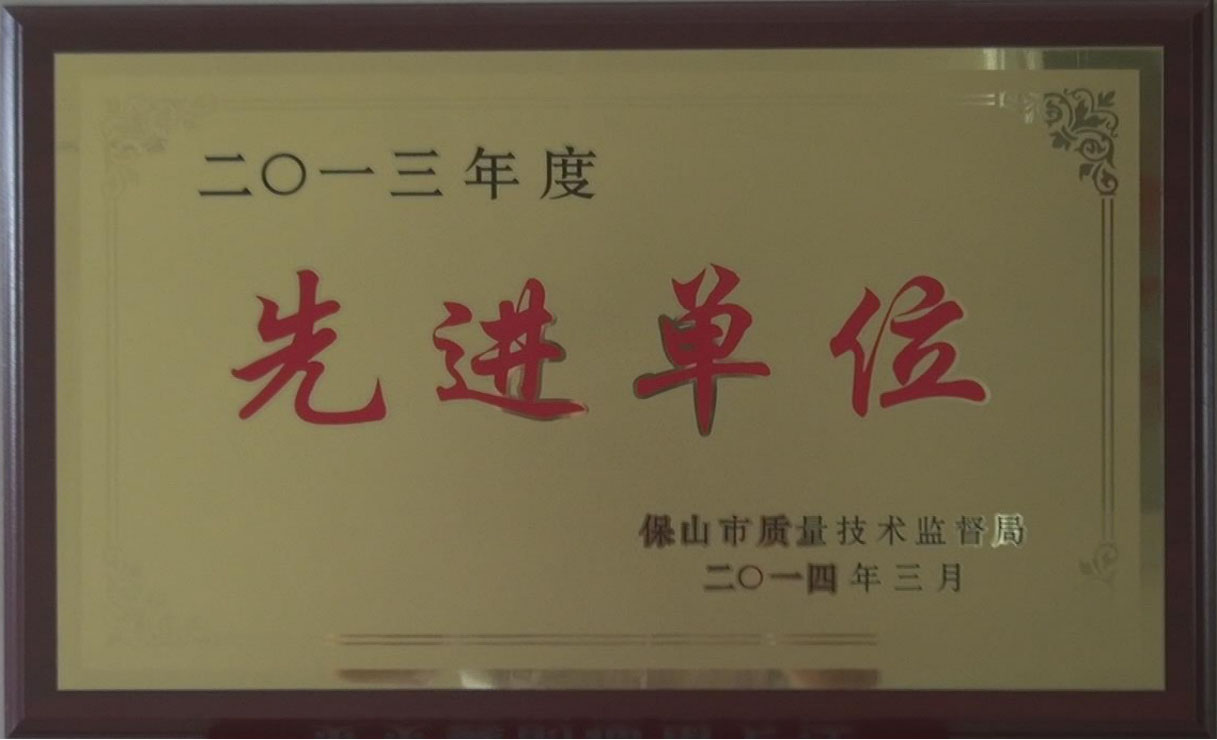 二〇一三年度
先进单位
保山市质量技术监督局
二〇一四年三月